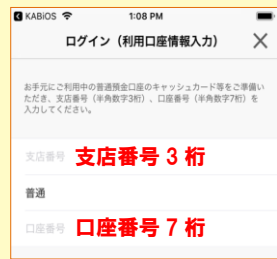 KABiOS 1:08 PM
ログイン（利用口座情報入力） ×
お手元にご利用中の普通預金口座のキャッシュカード等をご準備い
ただき、支店番号（半角数字3桁）、口座番号（半角数字7桁）を
入力してください。
支店番号 支店番号 3 桁
普通
口座番号 口座番号 7 桁